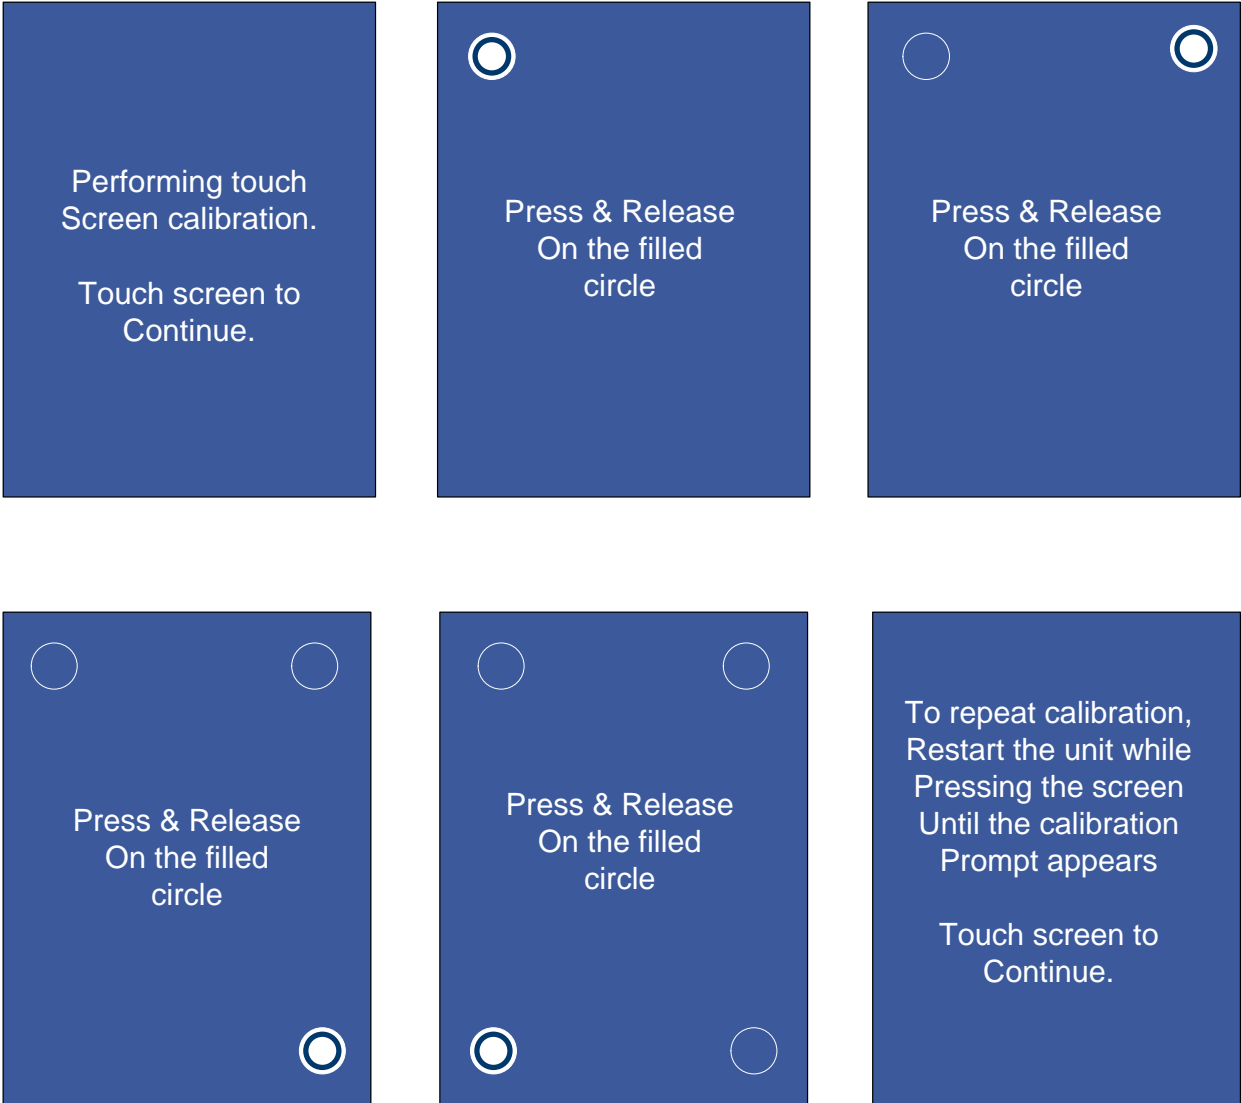 Performing touch
Screen calibration.
Touch screen to
Continue.
Press & Release
On the filled
circle
Press & Release
On the filled
circle
Press & Release
On the filled
circle
Press & Release
On the filled
circle
To repeat calibration,
Restart the unit while
Pressing the screen
Until the calibration
Prompt appears
Touch screen to
Continue.